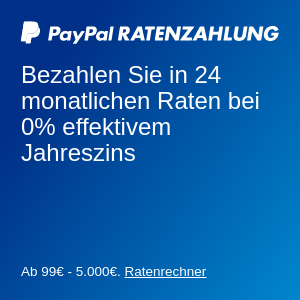 PayPal RATENZAHLUNG
Bezahlen Sie in 24
monatlichen Raten bei
0% effektivem
Jahreszins
Ab 99€ - 5.000€. Ratenrechner